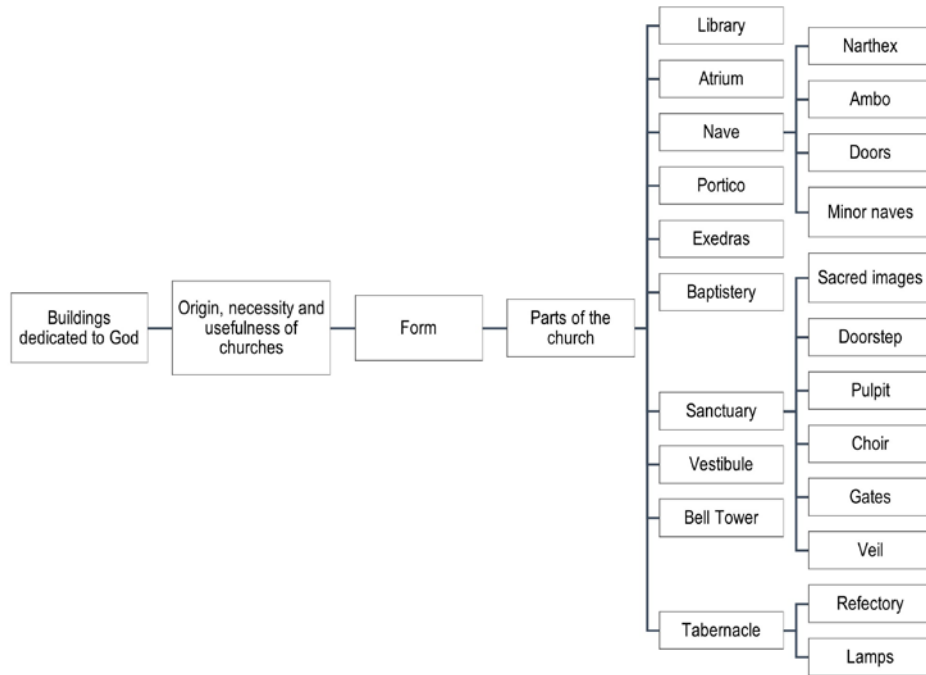 Buildings
dedicated to God
Origin, necessity and
usefulness of
churches
Form
Parts of the
church
Library
Atrium
Nave
Narthex
Ambo
Doors
Minor naves
Portico
Exedras
Baptistery
Sanctuary
Sacred images
Doorstep
Pulpit
Choir
Gates
Veil
Vestibule
Bell Tower
Tabernacle
Refectory
Lamps